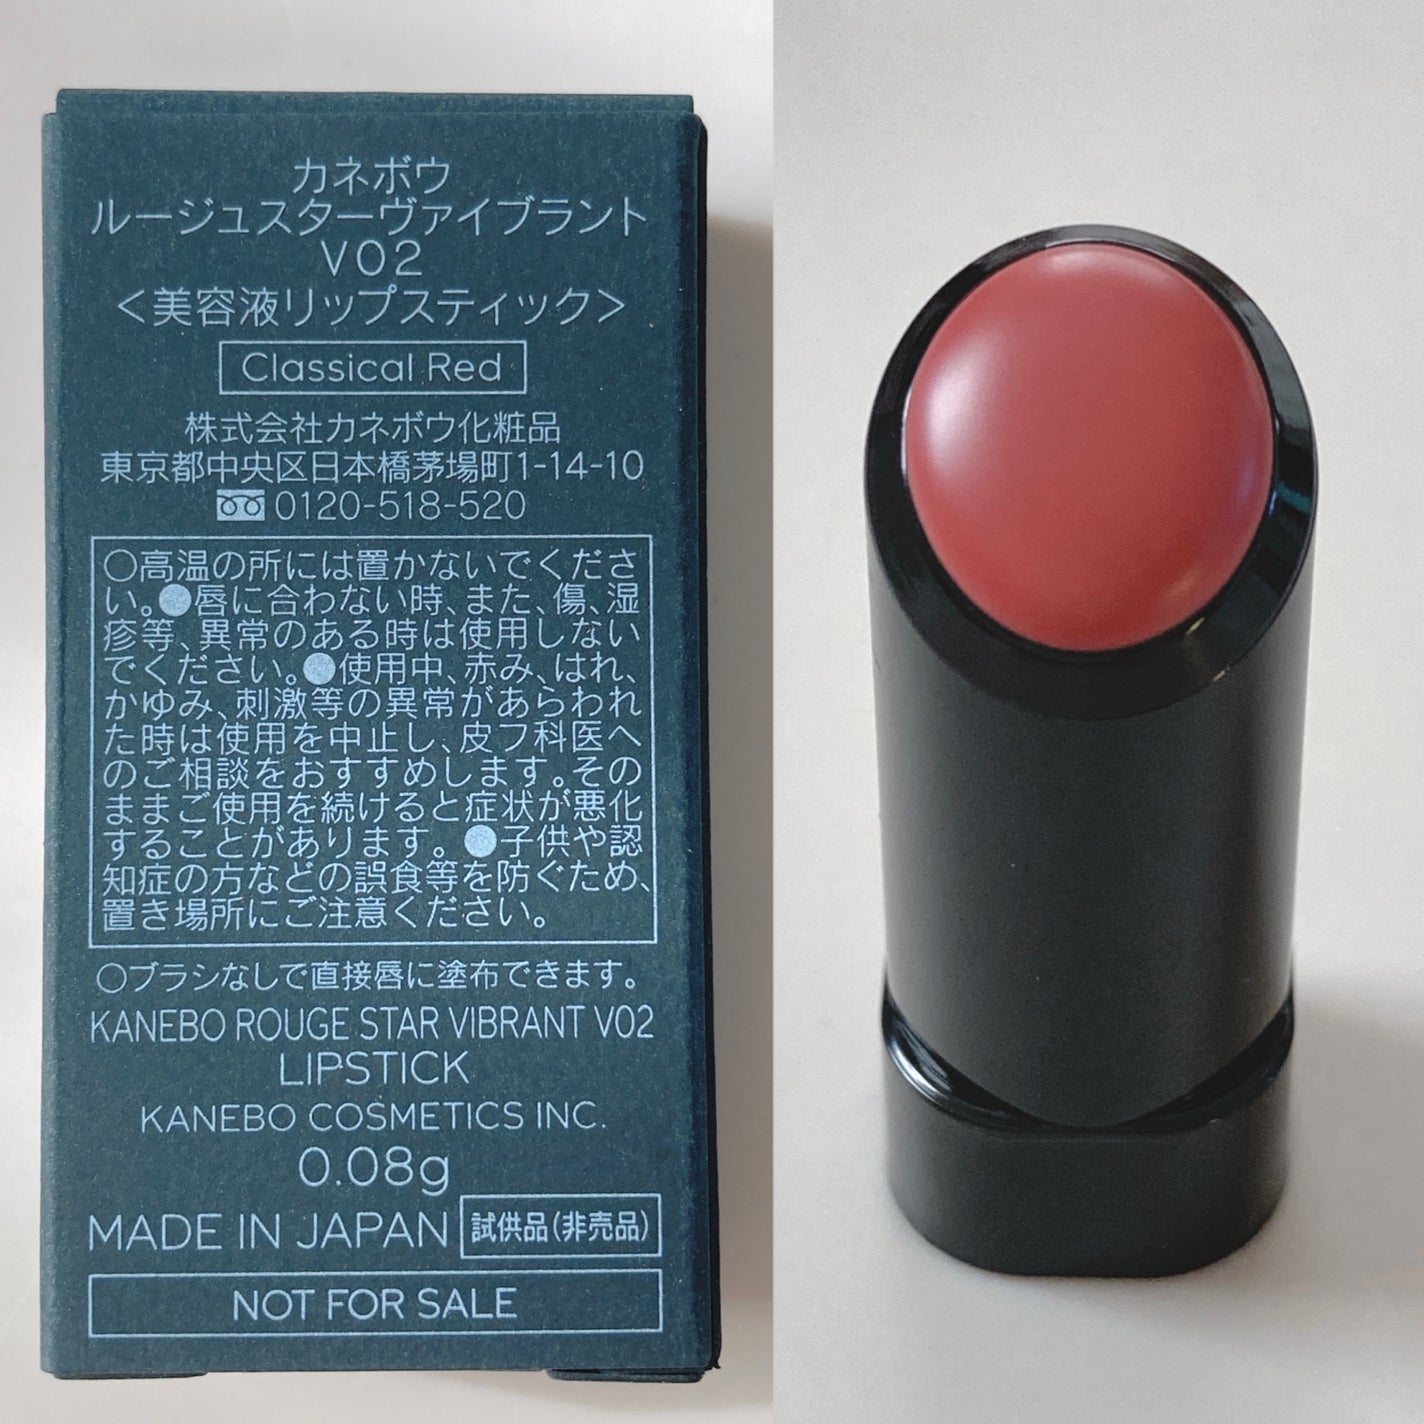 カネボウ
ルージュスターヴァイブラント
V02
＜美容液リップスティック＞
Classical Red
株式会社カネボウ化粧品
東京都中央区日本橋茅場町1-14-10
0120-518-520
○高温の所には置かないでくださ
い。●唇に合わない時、また、傷、湿
疹等、異常のある時は使用しない
でください。●使用中、赤み、はれ、
かゆみ、刺激等の異常があらわれ
た時は使用を中止し、皮フ科医へ
のご相談をおすすめします。その
ままご使用を続けると症状が悪化
することがあります。●子供や認
知症の方などの誤食等を防ぐため、
置き場所にご注意ください。
○ブラシなしで直接唇に塗布できます。
KANEBO ROUGE STAR VIBRANT V02
LIPSTICK
KANEBO COSMETICS INC.
0.08g
MADE IN JAPAN 試供品(非売品)
NOT FOR SALE